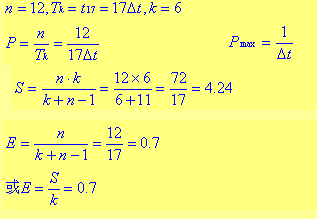 n = 12, Tk = t17 = 17Δt, k = 6
P = n/Tk = 12/17Δt    Pmax = 1/Δt
S = n·k/k+n−1 = 12×6/6+11 = 72/17 = 4.24
E = n/k+n−1 = 12/17 = 0.7
或E = S/k = 0.7